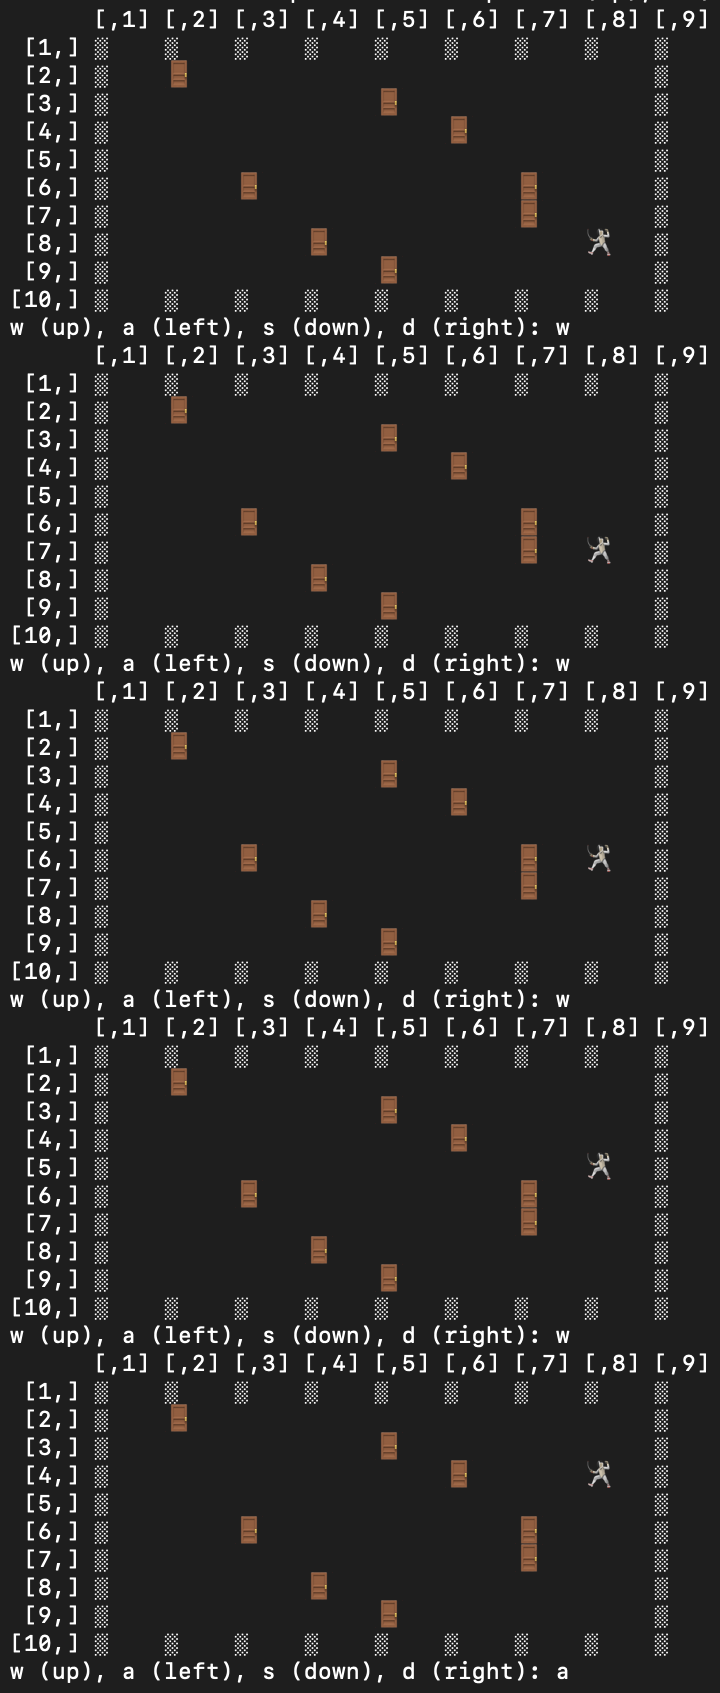 [,1] [,2] [,3] [,4] [,5] [,6] [,7] [,8] [,9]
[1,] ▒ ▒ ▒ ▒ ▒ ▒ ▒ ▒ ▒
[2,] ▒ 🚪 ▒
[3,] ▒ 🚪 ▒
[4,] ▒ 🚪 ▒
[5,] ▒ ▒
[6,] ▒ 🚪 🚪 ▒
[7,] ▒ 🚪 ▒
[8,] ▒ 🚪 🤺 ▒
[9,] ▒ 🚪 ▒
[10,] ▒ ▒ ▒ ▒ ▒ ▒ ▒ ▒ ▒
w (up), a (left), s (down), d (right): w
[,1] [,2] [,3] [,4] [,5] [,6] [,7] [,8] [,9]
[1,] ▒ ▒ ▒ ▒ ▒ ▒ ▒ ▒ ▒
[2,] ▒ 🚪 ▒
[3,] ▒ 🚪 ▒
[4,] ▒ 🚪 ▒
[5,] ▒ ▒
[6,] ▒ 🚪 🚪 ▒
[7,] ▒ 🚪 🤺 ▒
[8,] ▒ 🚪 ▒
[9,] ▒ 🚪 ▒
[10,] ▒ ▒ ▒ ▒ ▒ ▒ ▒ ▒ ▒
w (up), a (left), s (down), d (right): w
[,1] [,2] [,3] [,4] [,5] [,6] [,7] [,8] [,9]
[1,] ▒ ▒ ▒ ▒ ▒ ▒ ▒ ▒ ▒
[2,] ▒ 🚪 ▒
[3,] ▒ 🚪 ▒
[4,] ▒ 🚪 ▒
[5,] ▒ ▒
[6,] ▒ 🚪 🚪 🤺 ▒
[7,] ▒ 🚪 ▒
[8,] ▒ 🚪 ▒
[9,] ▒ 🚪 ▒
[10,] ▒ ▒ ▒ ▒ ▒ ▒ ▒ ▒ ▒
w (up), a (left), s (down), d (right): w
[,1] [,2] [,3] [,4] [,5] [,6] [,7] [,8] [,9]
[1,] ▒ ▒ ▒ ▒ ▒ ▒ ▒ ▒ ▒
[2,] ▒ 🚪 ▒
[3,] ▒ 🚪 ▒
[4,] ▒ 🚪 ▒
[5,] ▒ 🤺 ▒
[6,] ▒ 🚪 🚪 ▒
[7,] ▒ 🚪 ▒
[8,] ▒ 🚪 ▒
[9,] ▒ 🚪 ▒
[10,] ▒ ▒ ▒ ▒ ▒ ▒ ▒ ▒ ▒
w (up), a (left), s (down), d (right): w
[,1] [,2] [,3] [,4] [,5] [,6] [,7] [,8] [,9]
[1,] ▒ ▒ ▒ ▒ ▒ ▒ ▒ ▒ ▒
[2,] ▒ 🚪 ▒
[3,] ▒ 🚪 ▒
[4,] ▒ 🚪 🤺 ▒
[5,] ▒ ▒
[6,] ▒ 🚪 🚪 ▒
[7,] ▒ 🚪 ▒
[8,] ▒ 🚪 ▒
[9,] ▒ 🚪 ▒
[10,] ▒ ▒ ▒ ▒ ▒ ▒ ▒ ▒ ▒
w (up), a (left), s (down), d (right): a